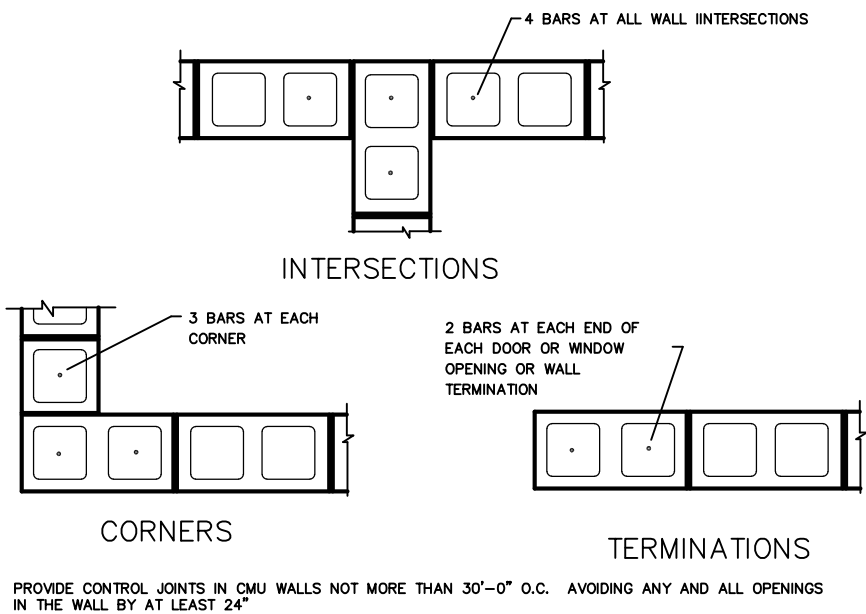 4 BARS AT ALL WALL IINTERSECTIONS
INTERSECTIONS
3 BARS AT EACH
CORNER
2 BARS AT EACH END OF
EACH DOOR OR WINDOW
OPENING OR WALL
TERMINATION
CORNERS
TERMINATIONS
PROVIDE CONTROL JOINTS IN CMU WALLS NOT MORE THAN 30'-0" O.C. AVOIDING ANY AND ALL OPENINGS
IN THE WALL BY AT LEAST 24"